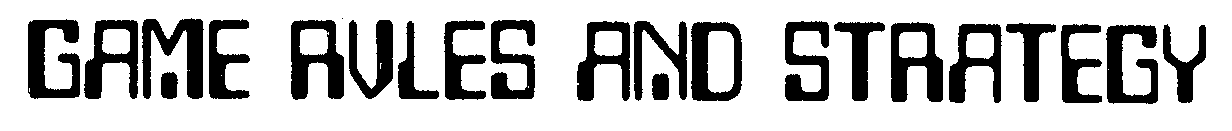 GAME RULES AND STRATEGY